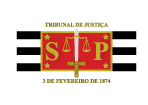 TRIBUNAL DE JUSTIÇA
S P
3 DE FEVEREIRO DE 1874